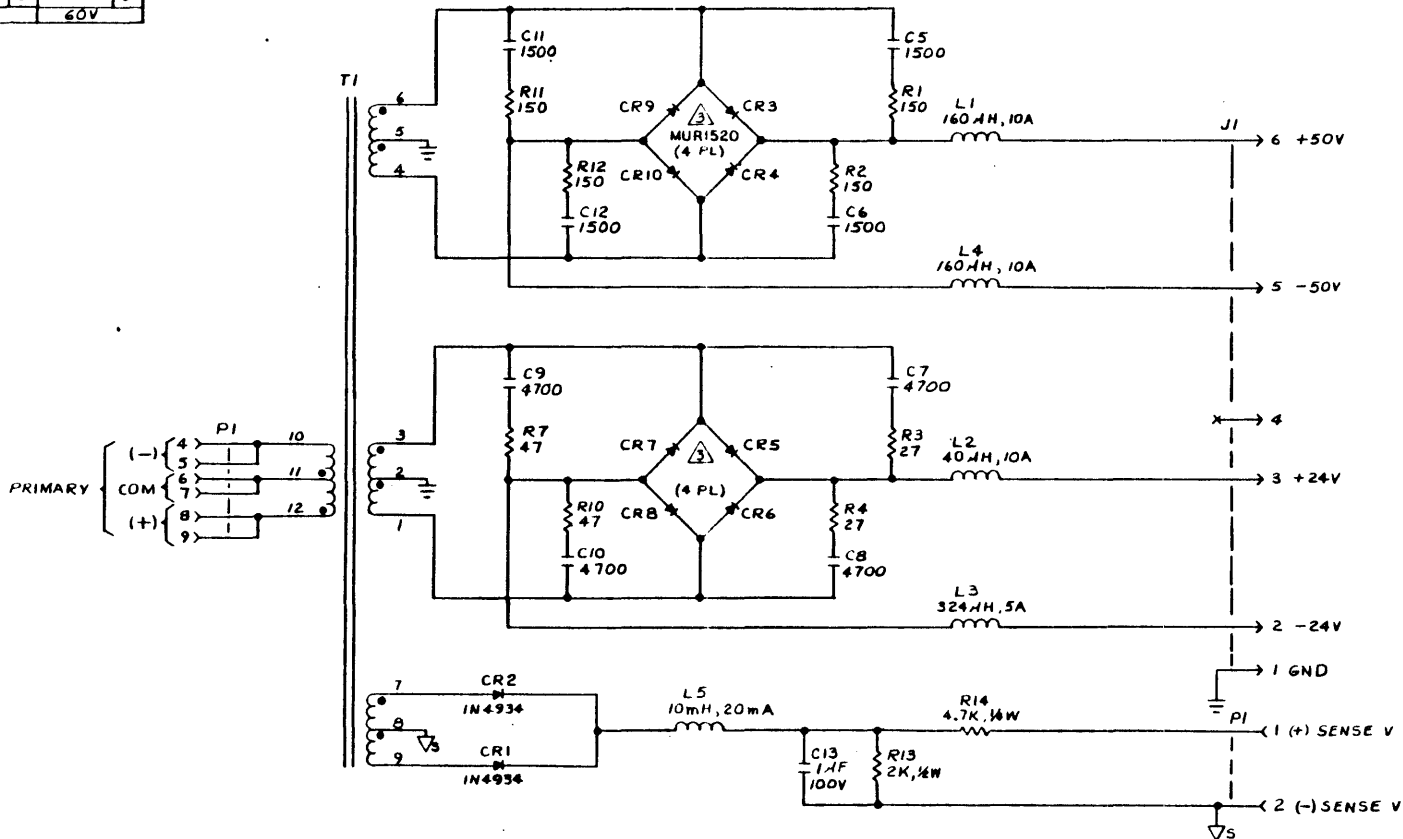 60V
T1
6
5
4
C11
1500
R11
150
R12
150
C12
1500
CR9
CR3
3
MUR1520
(4 PL)
CR10
CR4
C5
1500
R1
150
R2
150
C6
1500
L1
160µH, 10A
L4
160µH, 10A
J1
6 +50V
5 -50V
4
C9
4700
R7
47
R10
47
C10
4700
CR7
CR5
3
(4 PL)
CR8
CR6
C7
4700
R3
27
R4
27
C8
4700
L2
40µH, 10A
3 +24V
L3
324µH, 5A
2 -24V
1 GND
PRIMARY
(-)
COM
(+)
4
5
6
7
8
9
P1
10
11
12
3
2
1
7
8
9
S
CR2
1N4934
CR1
1N4934
L5
10mH, 20mA
C13
1µF
100V
R13
2K, ½W
R14
4.7K, ¼W
P1
1 (+) SENSE V
2 (-) SENSE V
S